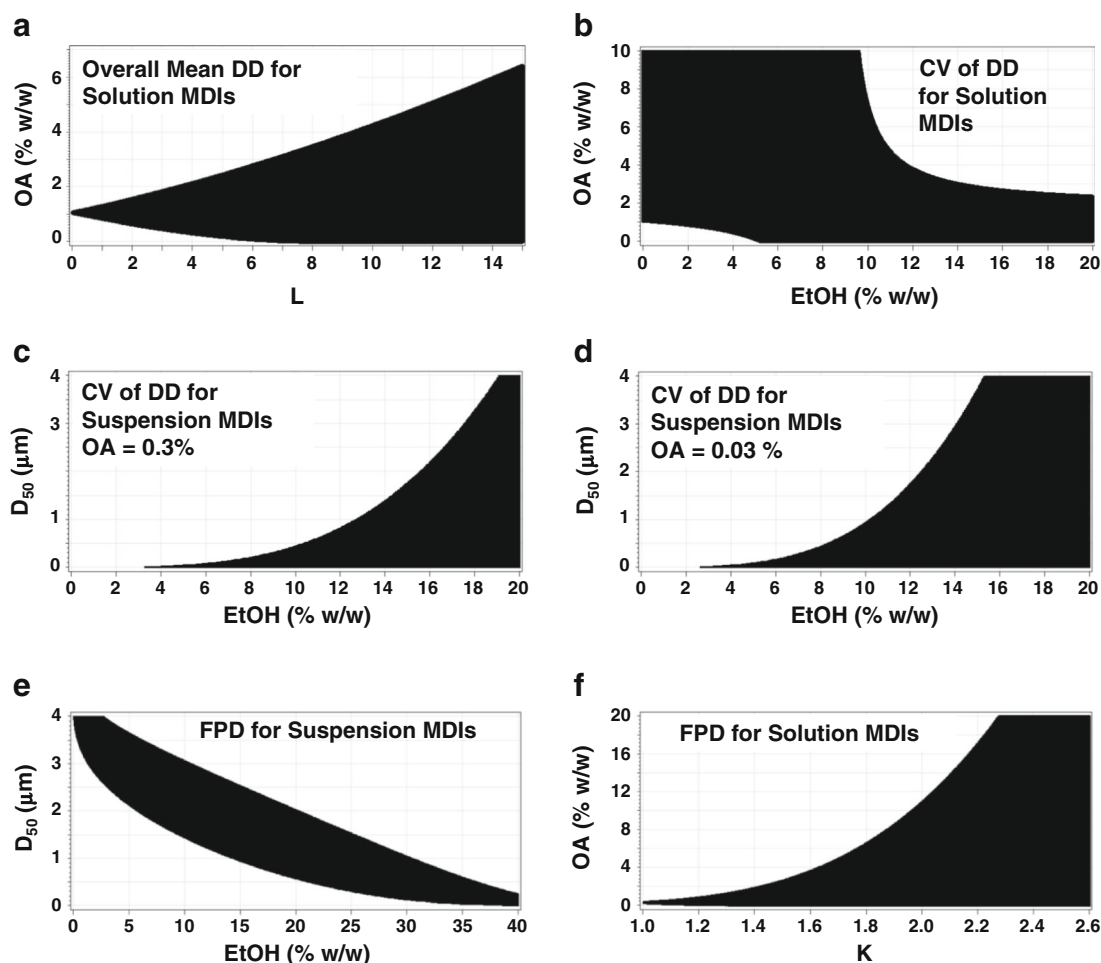 a
Overall Mean DD for
Solution MDIs
OA (% w/w)
6
4
2
0
0 2 4 6 8 10 12 14
L
b
CV of DD
for Solution
MDIs
OA (% w/w)
10
8
6
4
2
0
0 2 4 6 8 10 12 14 16 18 20
EtOH (% w/w)
c
CV of DD for
Suspension MDIs
OA = 0.3%
D50 (μm)
4
3
2
1
0
0 2 4 6 8 10 12 14 16 18 20
EtOH (% w/w)
d
CV of DD for
Suspension MDIs
OA = 0.03 %
D50 (μm)
4
3
2
1
0
0 2 4 6 8 10 12 14 16 18 20
EtOH (% w/w)
e
FPD for Suspension MDIs
D50 (μm)
4
3
2
1
0
0 5 10 15 20 25 30 35 40
EtOH (% w/w)
f
FPD for Solution MDIs
OA (% w/w)
20
16
12
8
4
0
1.0 1.2 1.4 1.6 1.8 2.0 2.2 2.4 2.6
K